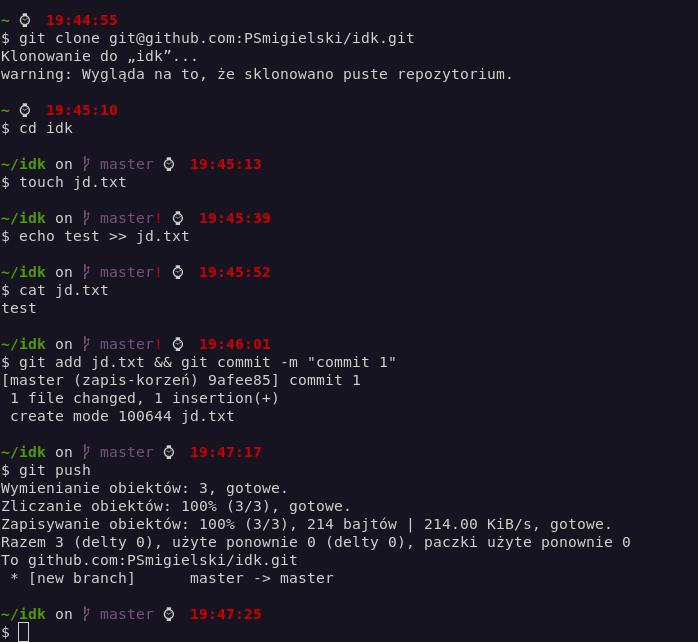 ~ ⌚ 19:44:55
$ git clone git@github.com:PSmigielski/idk.git
Klonowanie do „idk”...
warning: Wygląda na to, że sklonowano puste repozytorium.
~ ⌚ 19:45:10
$ cd idk
~/idk on ᚠ master ⌚ 19:45:13
$ touch jd.txt
~/idk on ᚠ master! ⌚ 19:45:39
$ echo test >> jd.txt
~/idk on ᚠ master! ⌚ 19:45:52
$ cat jd.txt
test
~/idk on ᚠ master! ⌚ 19:46:01
$ git add jd.txt && git commit -m "commit 1"
[master (zapis-korzeń) 9afee85] commit 1
 1 file changed, 1 insertion(+)
 create mode 100644 jd.txt
~/idk on ᚠ master ⌚ 19:47:17
$ git push
Wymienianie obiektów: 3, gotowe.
Zliczanie obiektów: 100% (3/3), gotowe.
Zapisywanie obiektów: 100% (3/3), 214 bajtów | 214.00 KiB/s, gotowe.
Razem 3 (delty 0), użyte ponownie 0 (delty 0), paczki użyte ponownie 0
To github.com:PSmigielski/idk.git
 * [new branch]      master -> master
~/idk on ᚠ master ⌚ 19:47:25
$